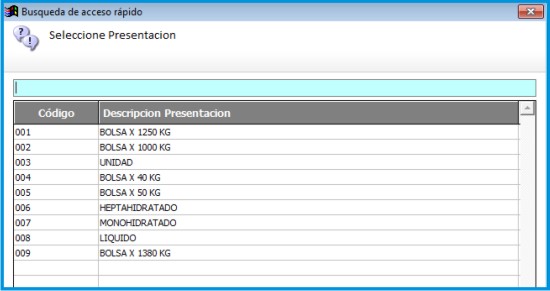 Busqueda de acceso rápido
Seleccione Presentacion
Código Descripcion Presentacion
001 BOLSA X 1250 KG
002 BOLSA X 1000 KG
003 UNIDAD
004 BOLSA X 40 KG
005 BOLSA X 50 KG
006 HEPTAHIDRATADO
007 MONOHIDRATADO
008 LIQUIDO
009 BOLSA X 1380 KG